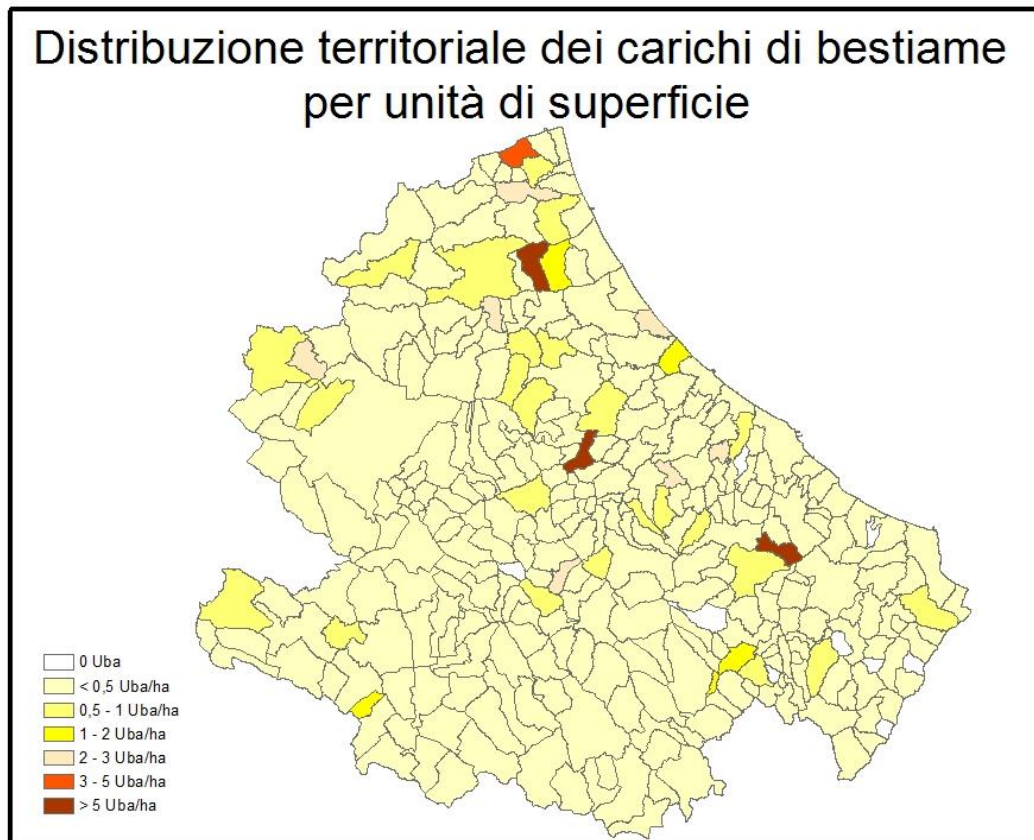 Distribuzione territoriale dei carichi di bestiame
per unità di superficie
0 Uba
< 0,5 Uba/ha
0,5 - 1 Uba/ha
1 - 2 Uba/ha
2 - 3 Uba/ha
3 - 5 Uba/ha
> 5 Uba/ha